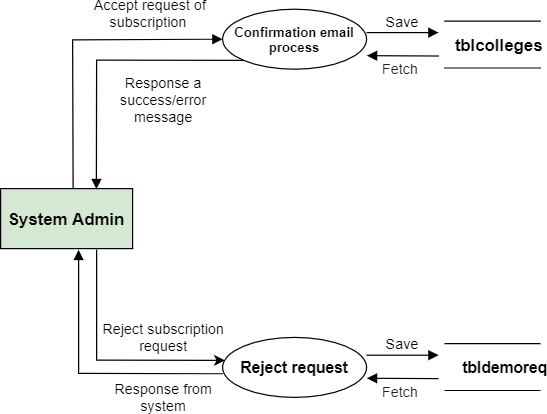 Accept request of
subscription
Confirmation email
process
Save
tblcolleges
Fetch
Response a
success/error
message
System Admin
Reject subscription
request
Reject request
Save
tbldemoreq
Fetch
Response from
system